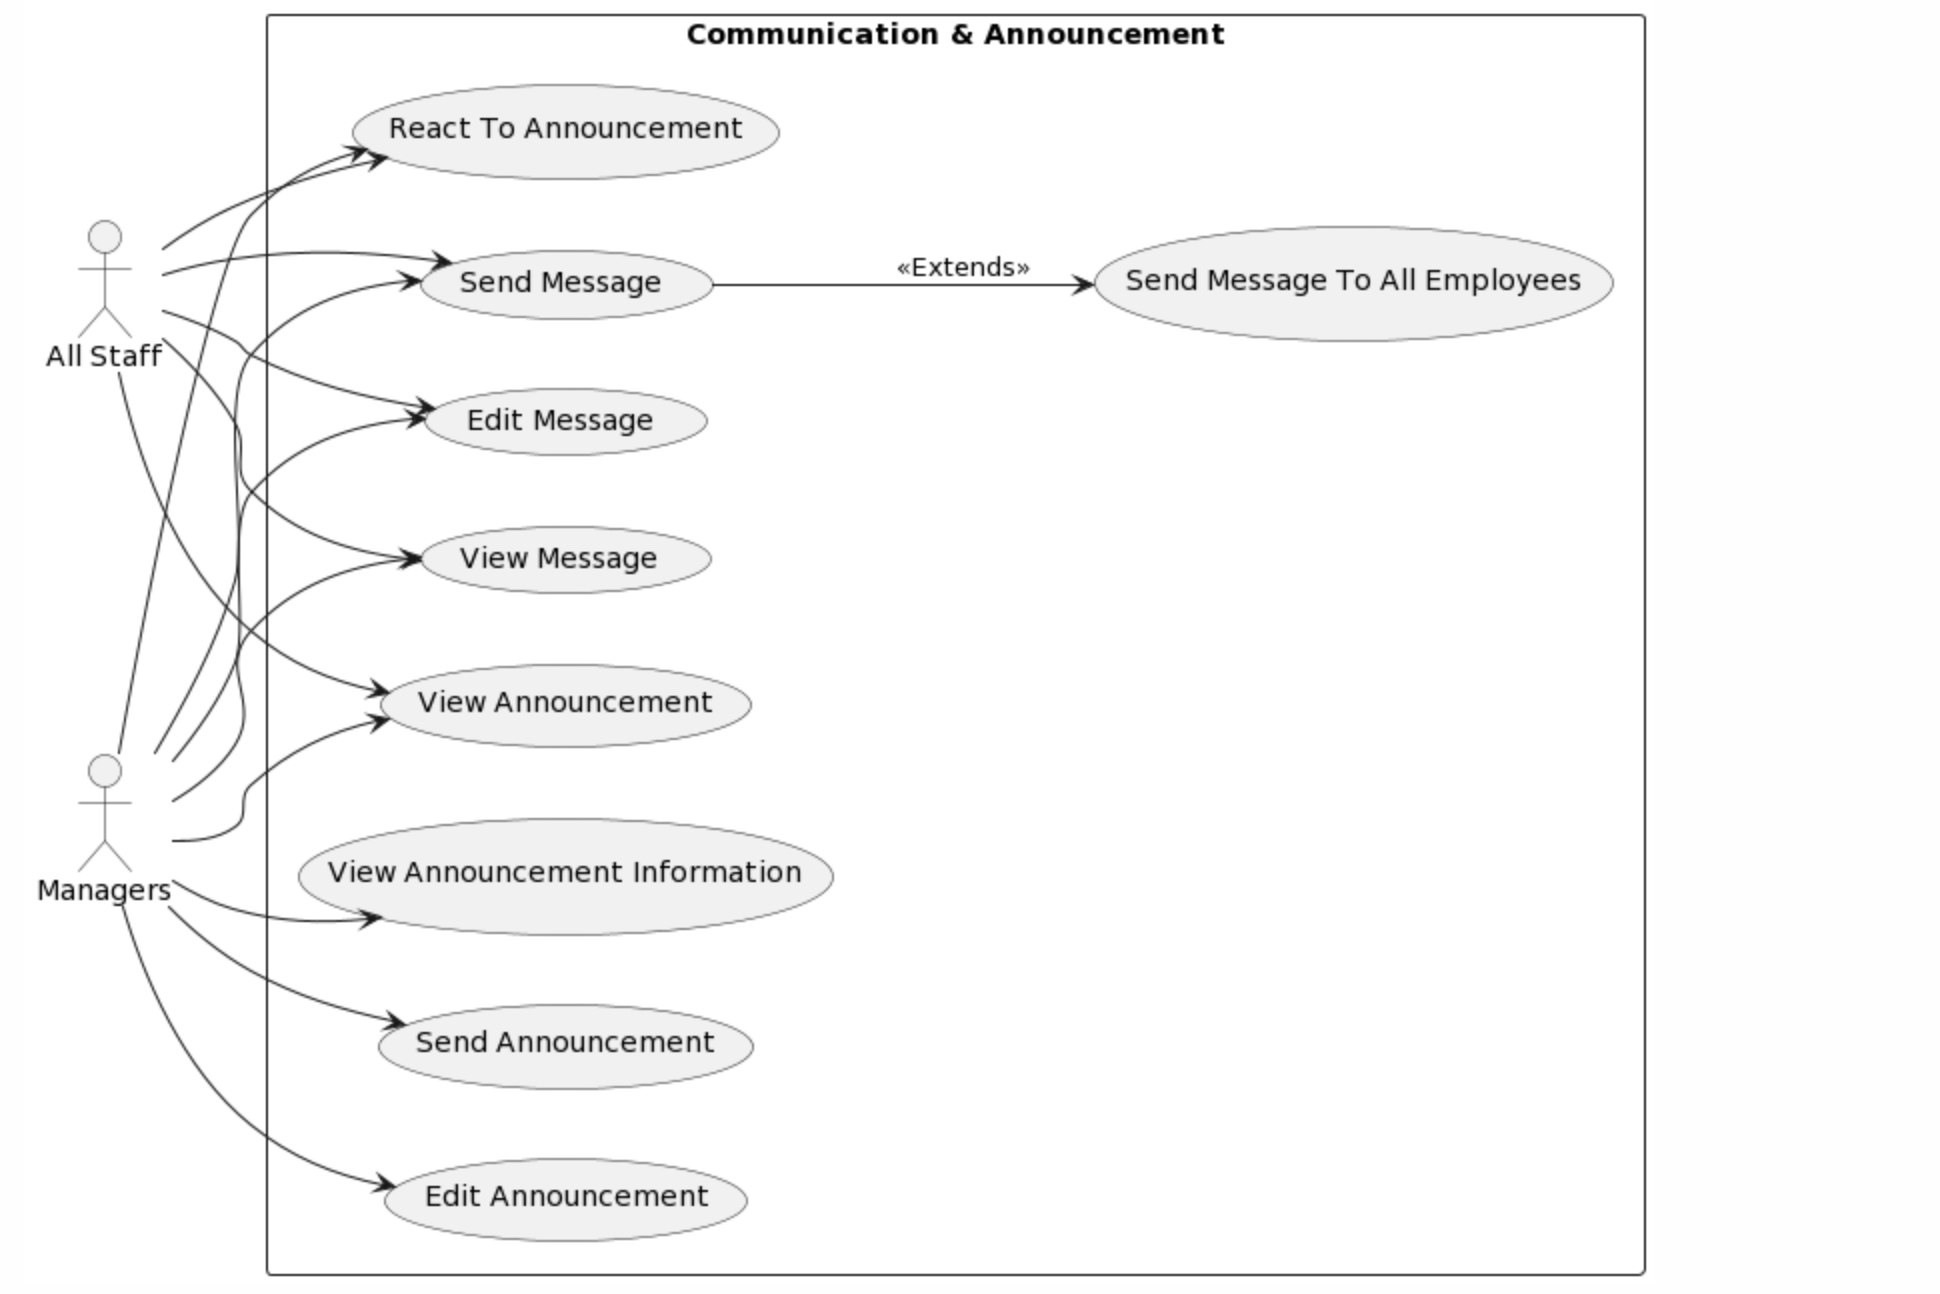 Communication & Announcement
React To Announcement
Send Message
«Extends»
Send Message To All Employees
All Staff
Edit Message
View Message
View Announcement
View Announcement Information
Managers
Send Announcement
Edit Announcement